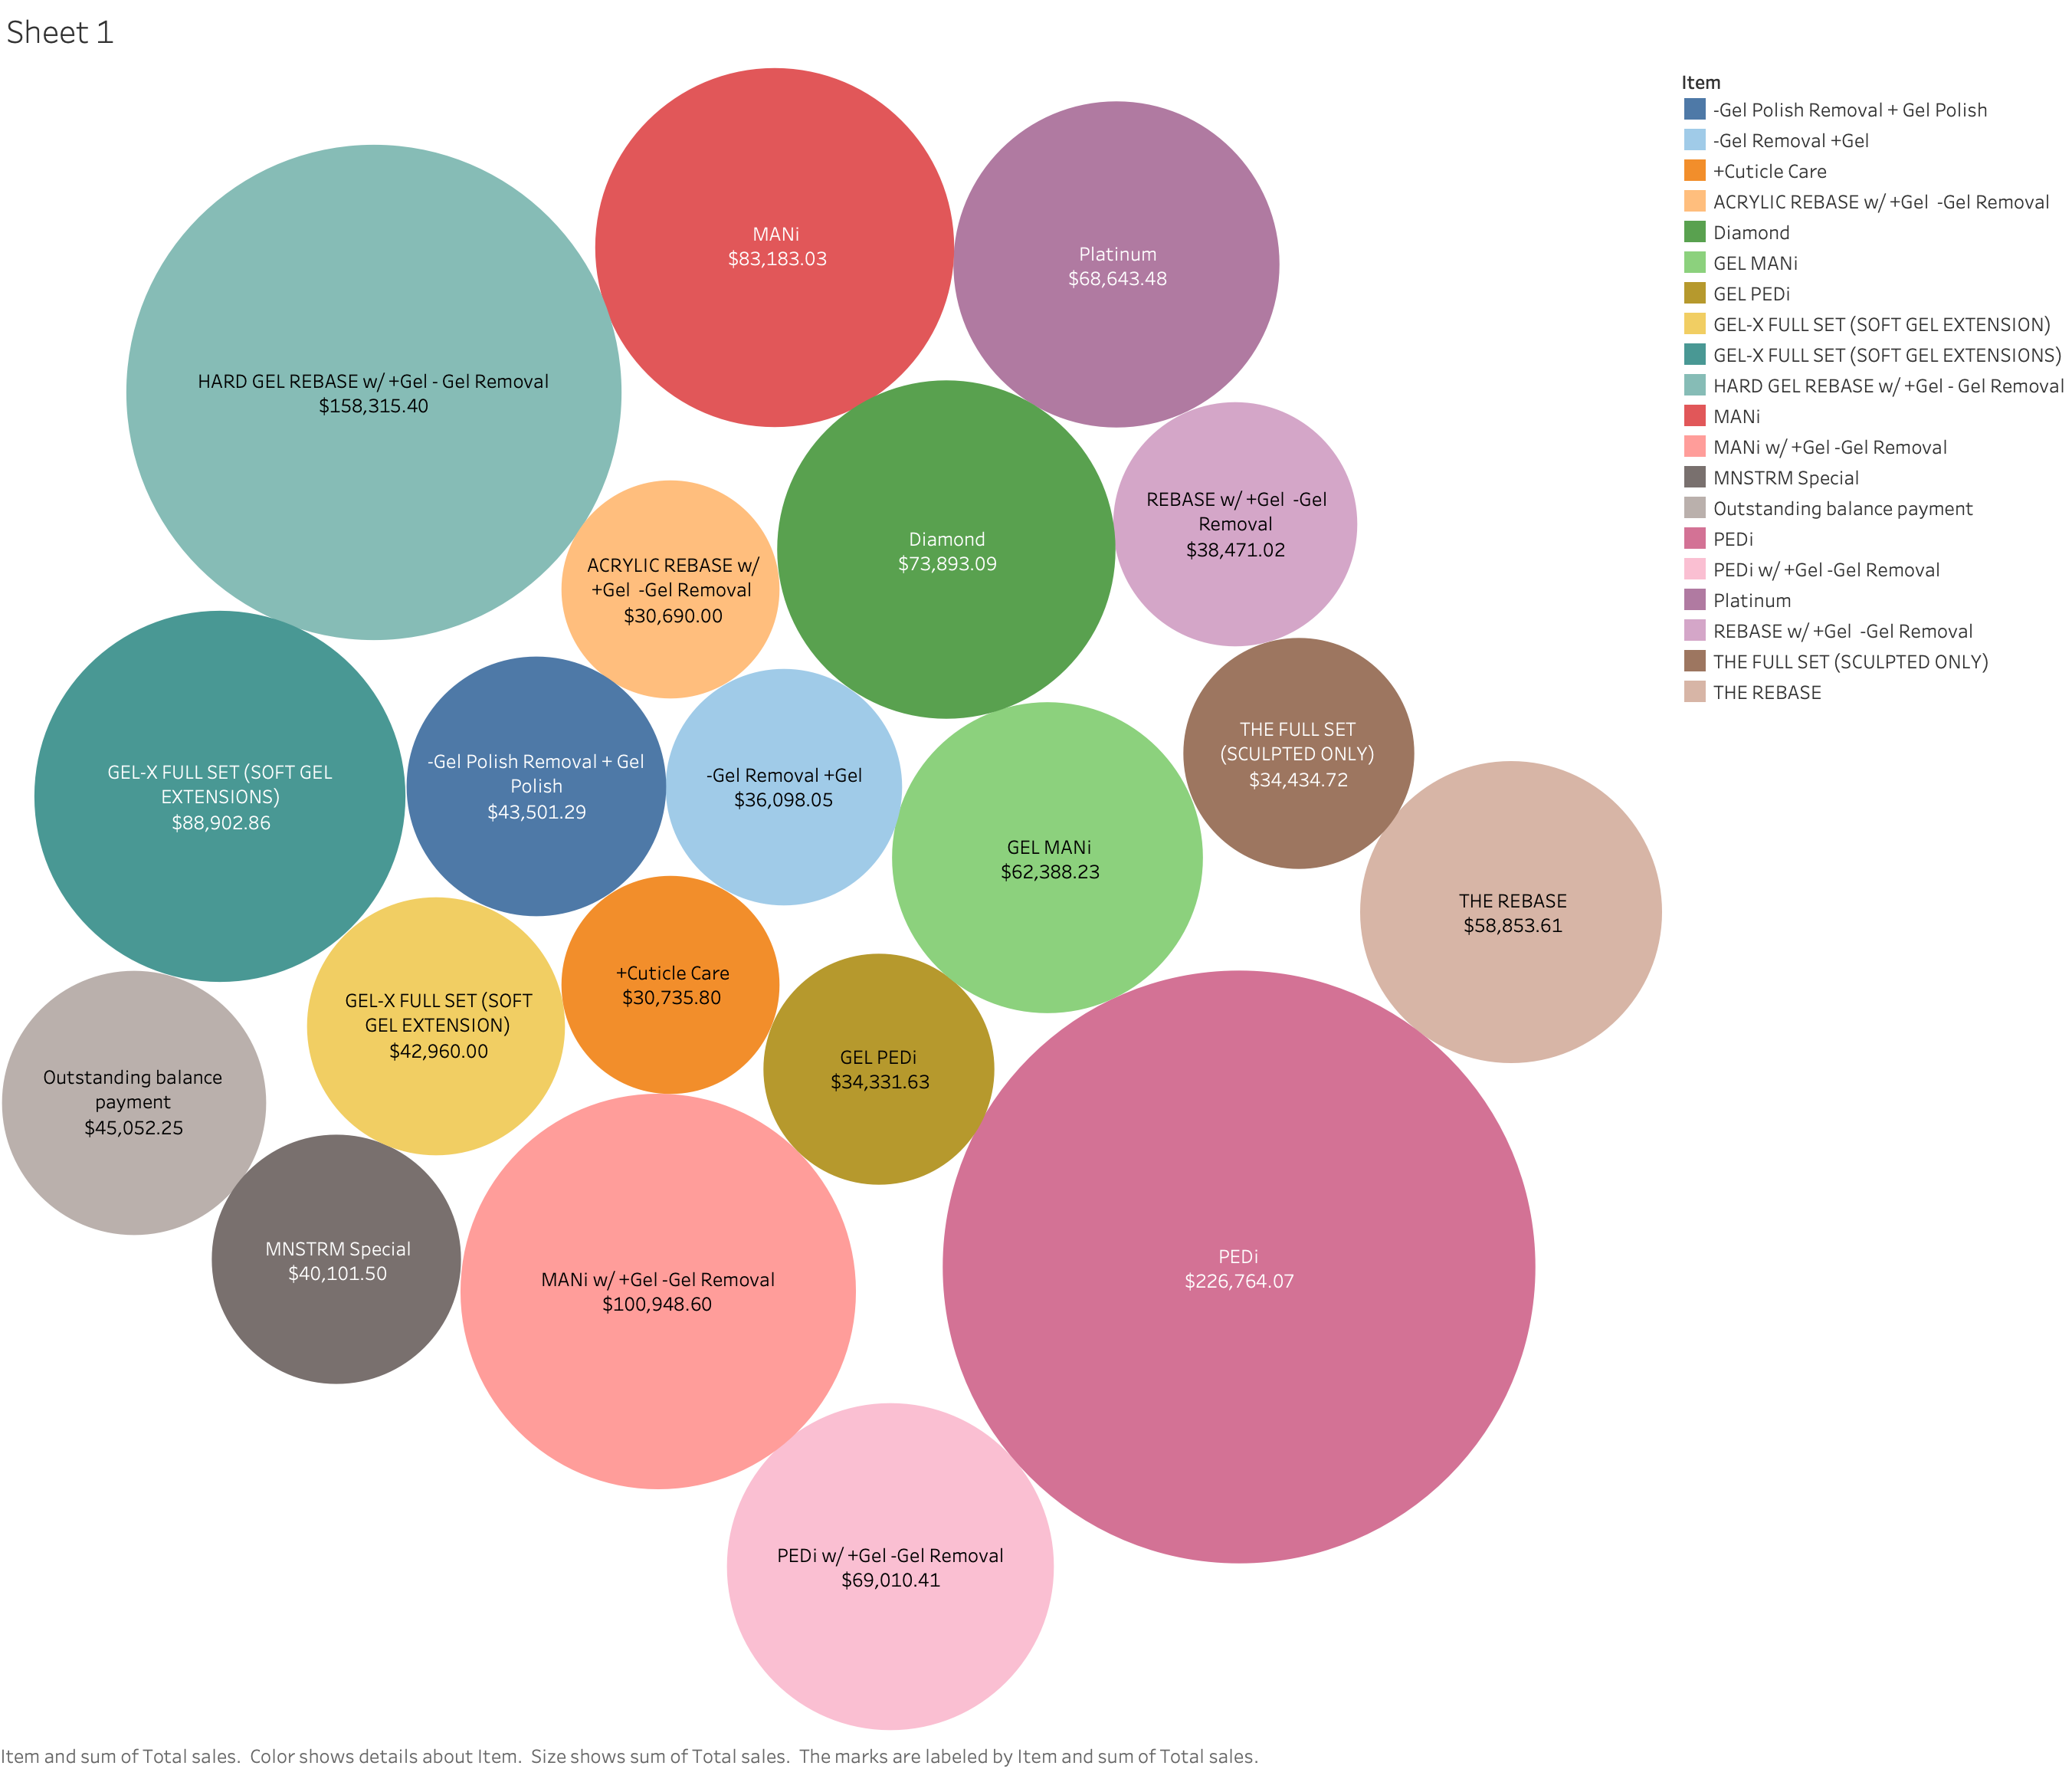 Sheet 1
MANi
$83,183.03
Platinum
$68,643.48
HARD GEL REBASE w/ +Gel - Gel Removal
$158,315.40
REBASE w/ +Gel  -Gel
Removal
$38,471.02
Diamond
$73,893.09
ACRYLIC REBASE w/
+Gel  -Gel Removal
$30,690.00
THE FULL SET
(SCULPTED ONLY)
$34,434.72
GEL-X FULL SET (SOFT GEL
EXTENSIONS)
$88,902.86
-Gel Polish Removal + Gel
Polish
$43,501.29
-Gel Removal +Gel
$36,098.05
GEL MANi
$62,388.23
THE REBASE
$58,853.61
+Cuticle Care
$30,735.80
GEL-X FULL SET (SOFT
GEL EXTENSION)
$42,960.00
GEL PEDi
$34,331.63
Outstanding balance
payment
$45,052.25
MNSTRM Special
$40,101.50
MANi w/ +Gel -Gel Removal
$100,948.60
PEDi
$226,764.07
PEDi w/ +Gel -Gel Removal
$69,010.41
Item
-Gel Polish Removal + Gel Polish
-Gel Removal +Gel
+Cuticle Care
ACRYLIC REBASE w/ +Gel  -Gel Removal
Diamond
GEL MANi
GEL PEDi
GEL-X FULL SET (SOFT GEL EXTENSION)
GEL-X FULL SET (SOFT GEL EXTENSIONS)
HARD GEL REBASE w/ +Gel - Gel Removal
MANi
MANi w/ +Gel -Gel Removal
MNSTRM Special
Outstanding balance payment
PEDi
PEDi w/ +Gel -Gel Removal
Platinum
REBASE w/ +Gel  -Gel Removal
THE FULL SET (SCULPTED ONLY)
THE REBASE
Item and sum of Total sales.  Color shows details about Item.  Size shows sum of Total sales.  The marks are labeled by Item and sum of Total sales.